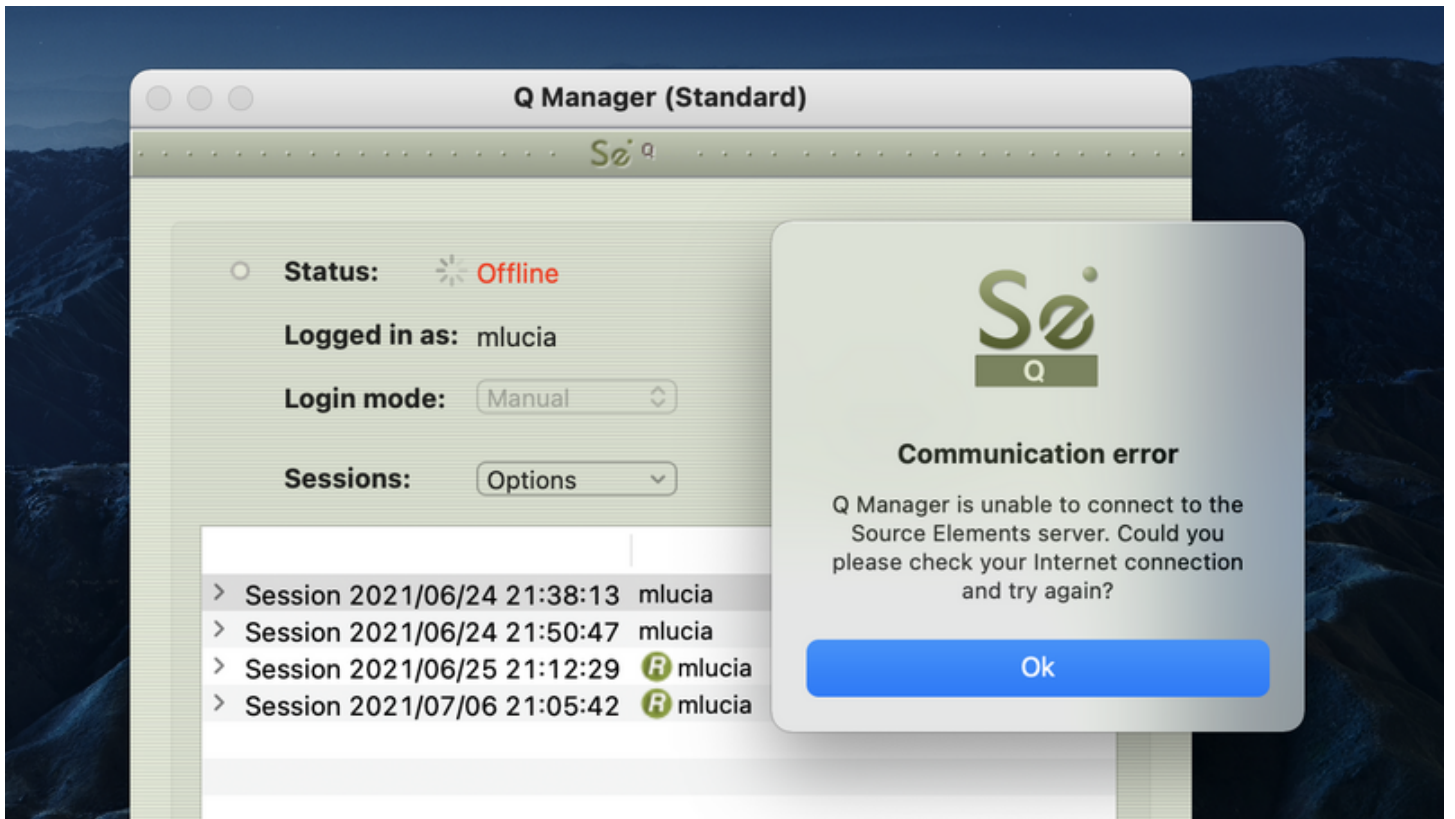 Q Manager (Standard)
Se Q
Status: Offline
Logged in as: mlucia
Login mode: Manual
Sessions: Options
Session 2021/06/24 21:38:13 mlucia
Session 2021/06/24 21:50:47 mlucia
Session 2021/06/25 21:12:29 R mlucia
Session 2021/07/06 21:05:42 R mlucia
Se
Q
Communication error
Q Manager is unable to connect to the
Source Elements server. Could you
please check your Internet connection
and try again?
Ok